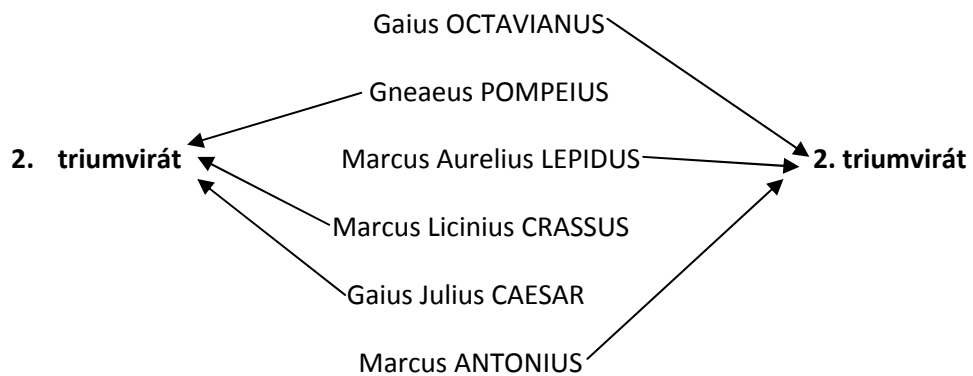 Gaius OCTAVIANUS
Gneaeus POMPEIUS
2. triumvirát Marcus Aurelius LEPIDUS 2. triumvirát
Marcus Licinius CRASSUS
Gaius Julius CAESAR
Marcus ANTONIUS